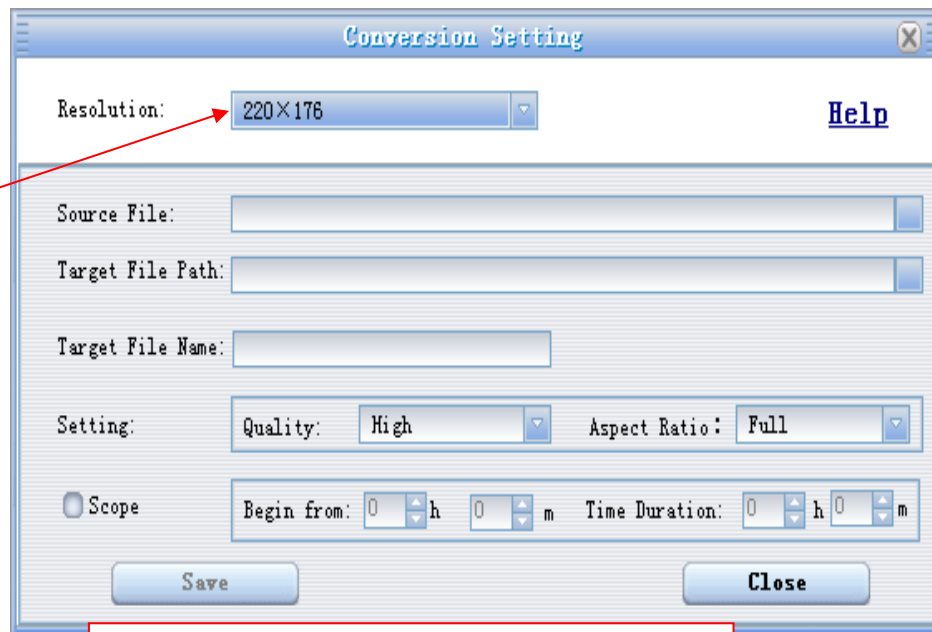 Conversion Setting
Resolution: 220×176 Help
Source File:
Target File Path:
Target File Name:
Setting: Quality: High Aspect Ratio: Full
Scope Begin from: 0 h 0 m Time Duration: 0 h 0 m
Save Close